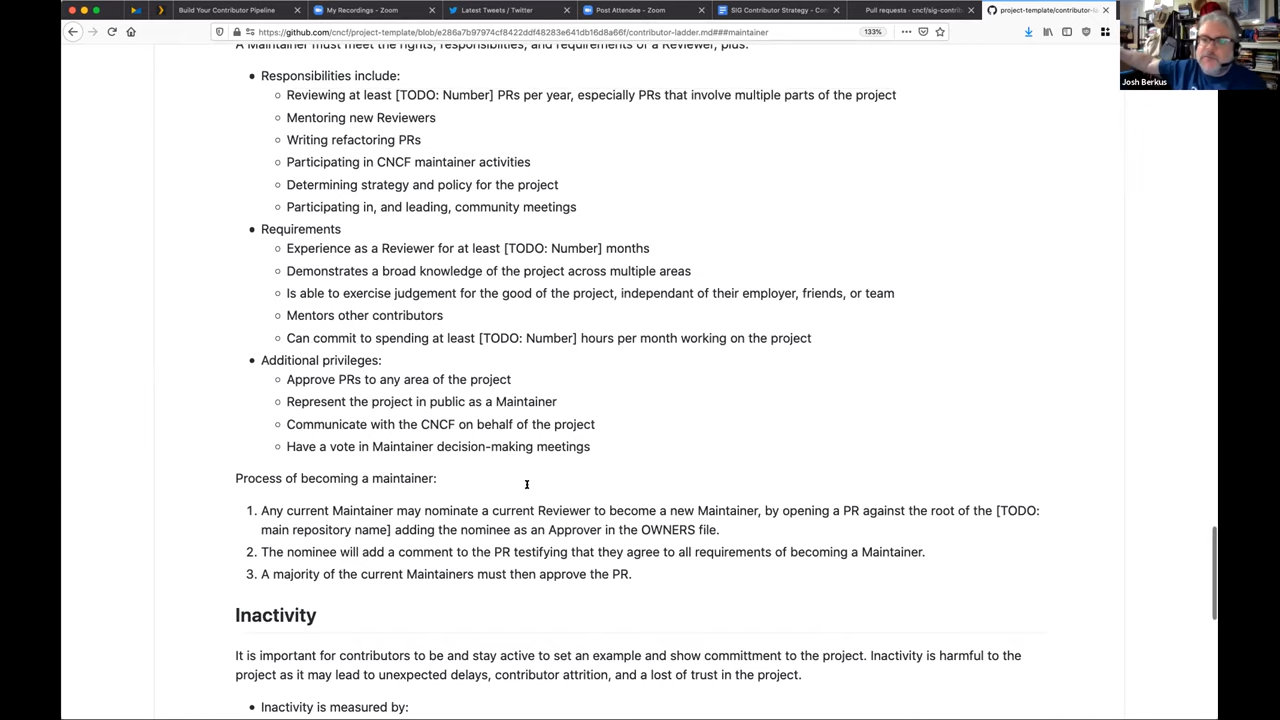 Build Your Contributor Pipeline
My Recordings - Zoom
Latest Tweets / Twitter
Post Attendee - Zoom
SIG Contributor Strategy - Con
Pull requests · cncf/sig-contrib
project-template/contributor-la
https://github.com/cncf/project-template/blob/e286a7b97974cf8422ddf48283e641db16d8a66f/contributor-ladder.md###maintainer
133%
Josh Berkus
A Maintainer must meet the rights, responsibilities, and requirements of a Reviewer, plus:
Responsibilities include:
Reviewing at least [TODO: Number] PRs per year, especially PRs that involve multiple parts of the project
Mentoring new Reviewers
Writing refactoring PRs
Participating in CNCF maintainer activities
Determining strategy and policy for the project
Participating in, and leading, community meetings
Requirements
Experience as a Reviewer for at least [TODO: Number] months
Demonstrates a broad knowledge of the project across multiple areas
Is able to exercise judgement for the good of the project, independant of their employer, friends, or team
Mentors other contributors
Can commit to spending at least [TODO: Number] hours per month working on the project
Additional privileges:
Approve PRs to any area of the project
Represent the project in public as a Maintainer
Communicate with the CNCF on behalf of the project
Have a vote in Maintainer decision-making meetings
Process of becoming a maintainer:
1. Any current Maintainer may nominate a current Reviewer to become a new Maintainer, by opening a PR against the root of the [TODO:
main repository name] adding the nominee as an Approver in the OWNERS file.
2. The nominee will add a comment to the PR testifying that they agree to all requirements of becoming a Maintainer.
3. A majority of the current Maintainers must then approve the PR.
Inactivity
It is important for contributors to be and stay active to set an example and show committment to the project. Inactivity is harmful to the
project as it may lead to unexpected delays, contributor attrition, and a lost of trust in the project.
Inactivity is measured by: